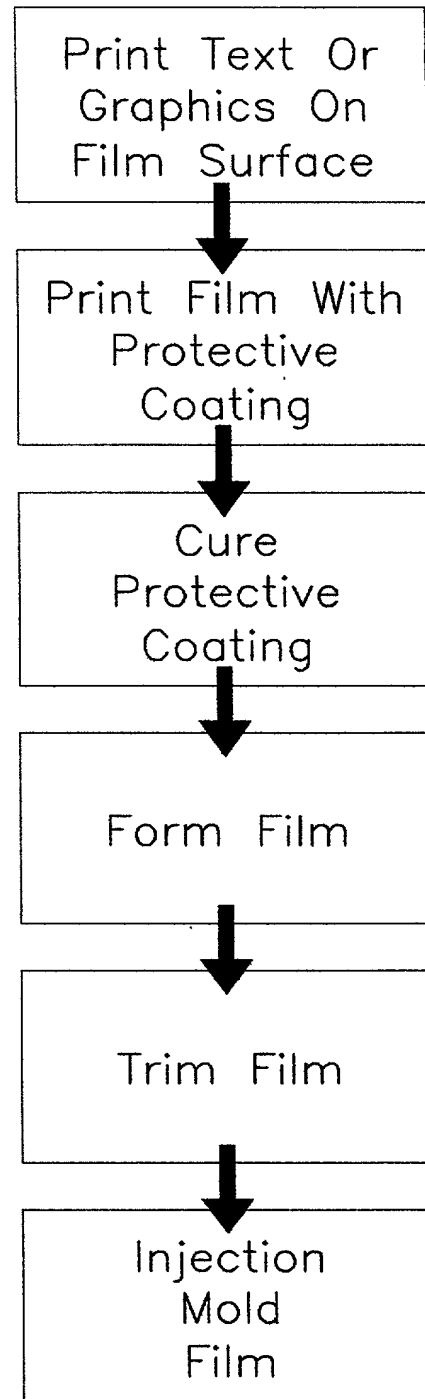 Print Text Or
Graphics On
Film Surface
Print Film With
Protective
Coating
Cure
Protective
Coating
Form Film
Trim Film
Injection
Mold
Film